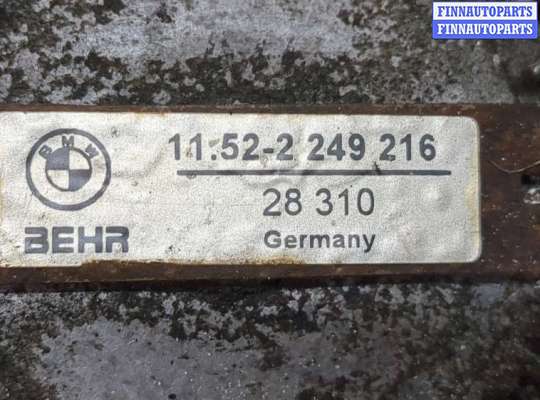 FINNAUTOPARTS
FINNAUTOPARTS
BMW
11.52-2 249 216
28 310
BEHR
Germany